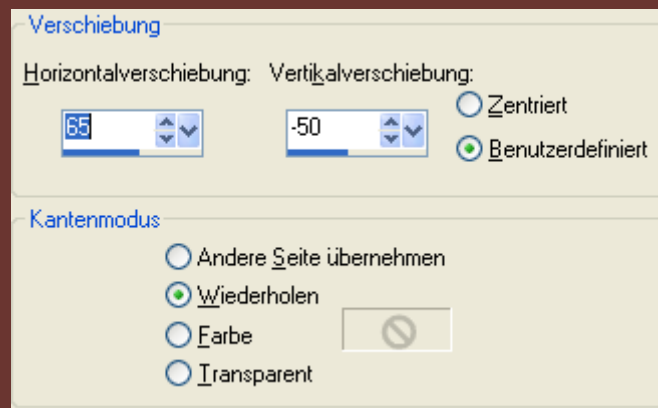 Verschiebung
Horizontalverschiebung: Vertikalverschiebung:
65 -50
Zentriert
Benutzerdefiniert
Kantenmodus
Andere Seite übernehmen
Wiederholen
Farbe
Transparent